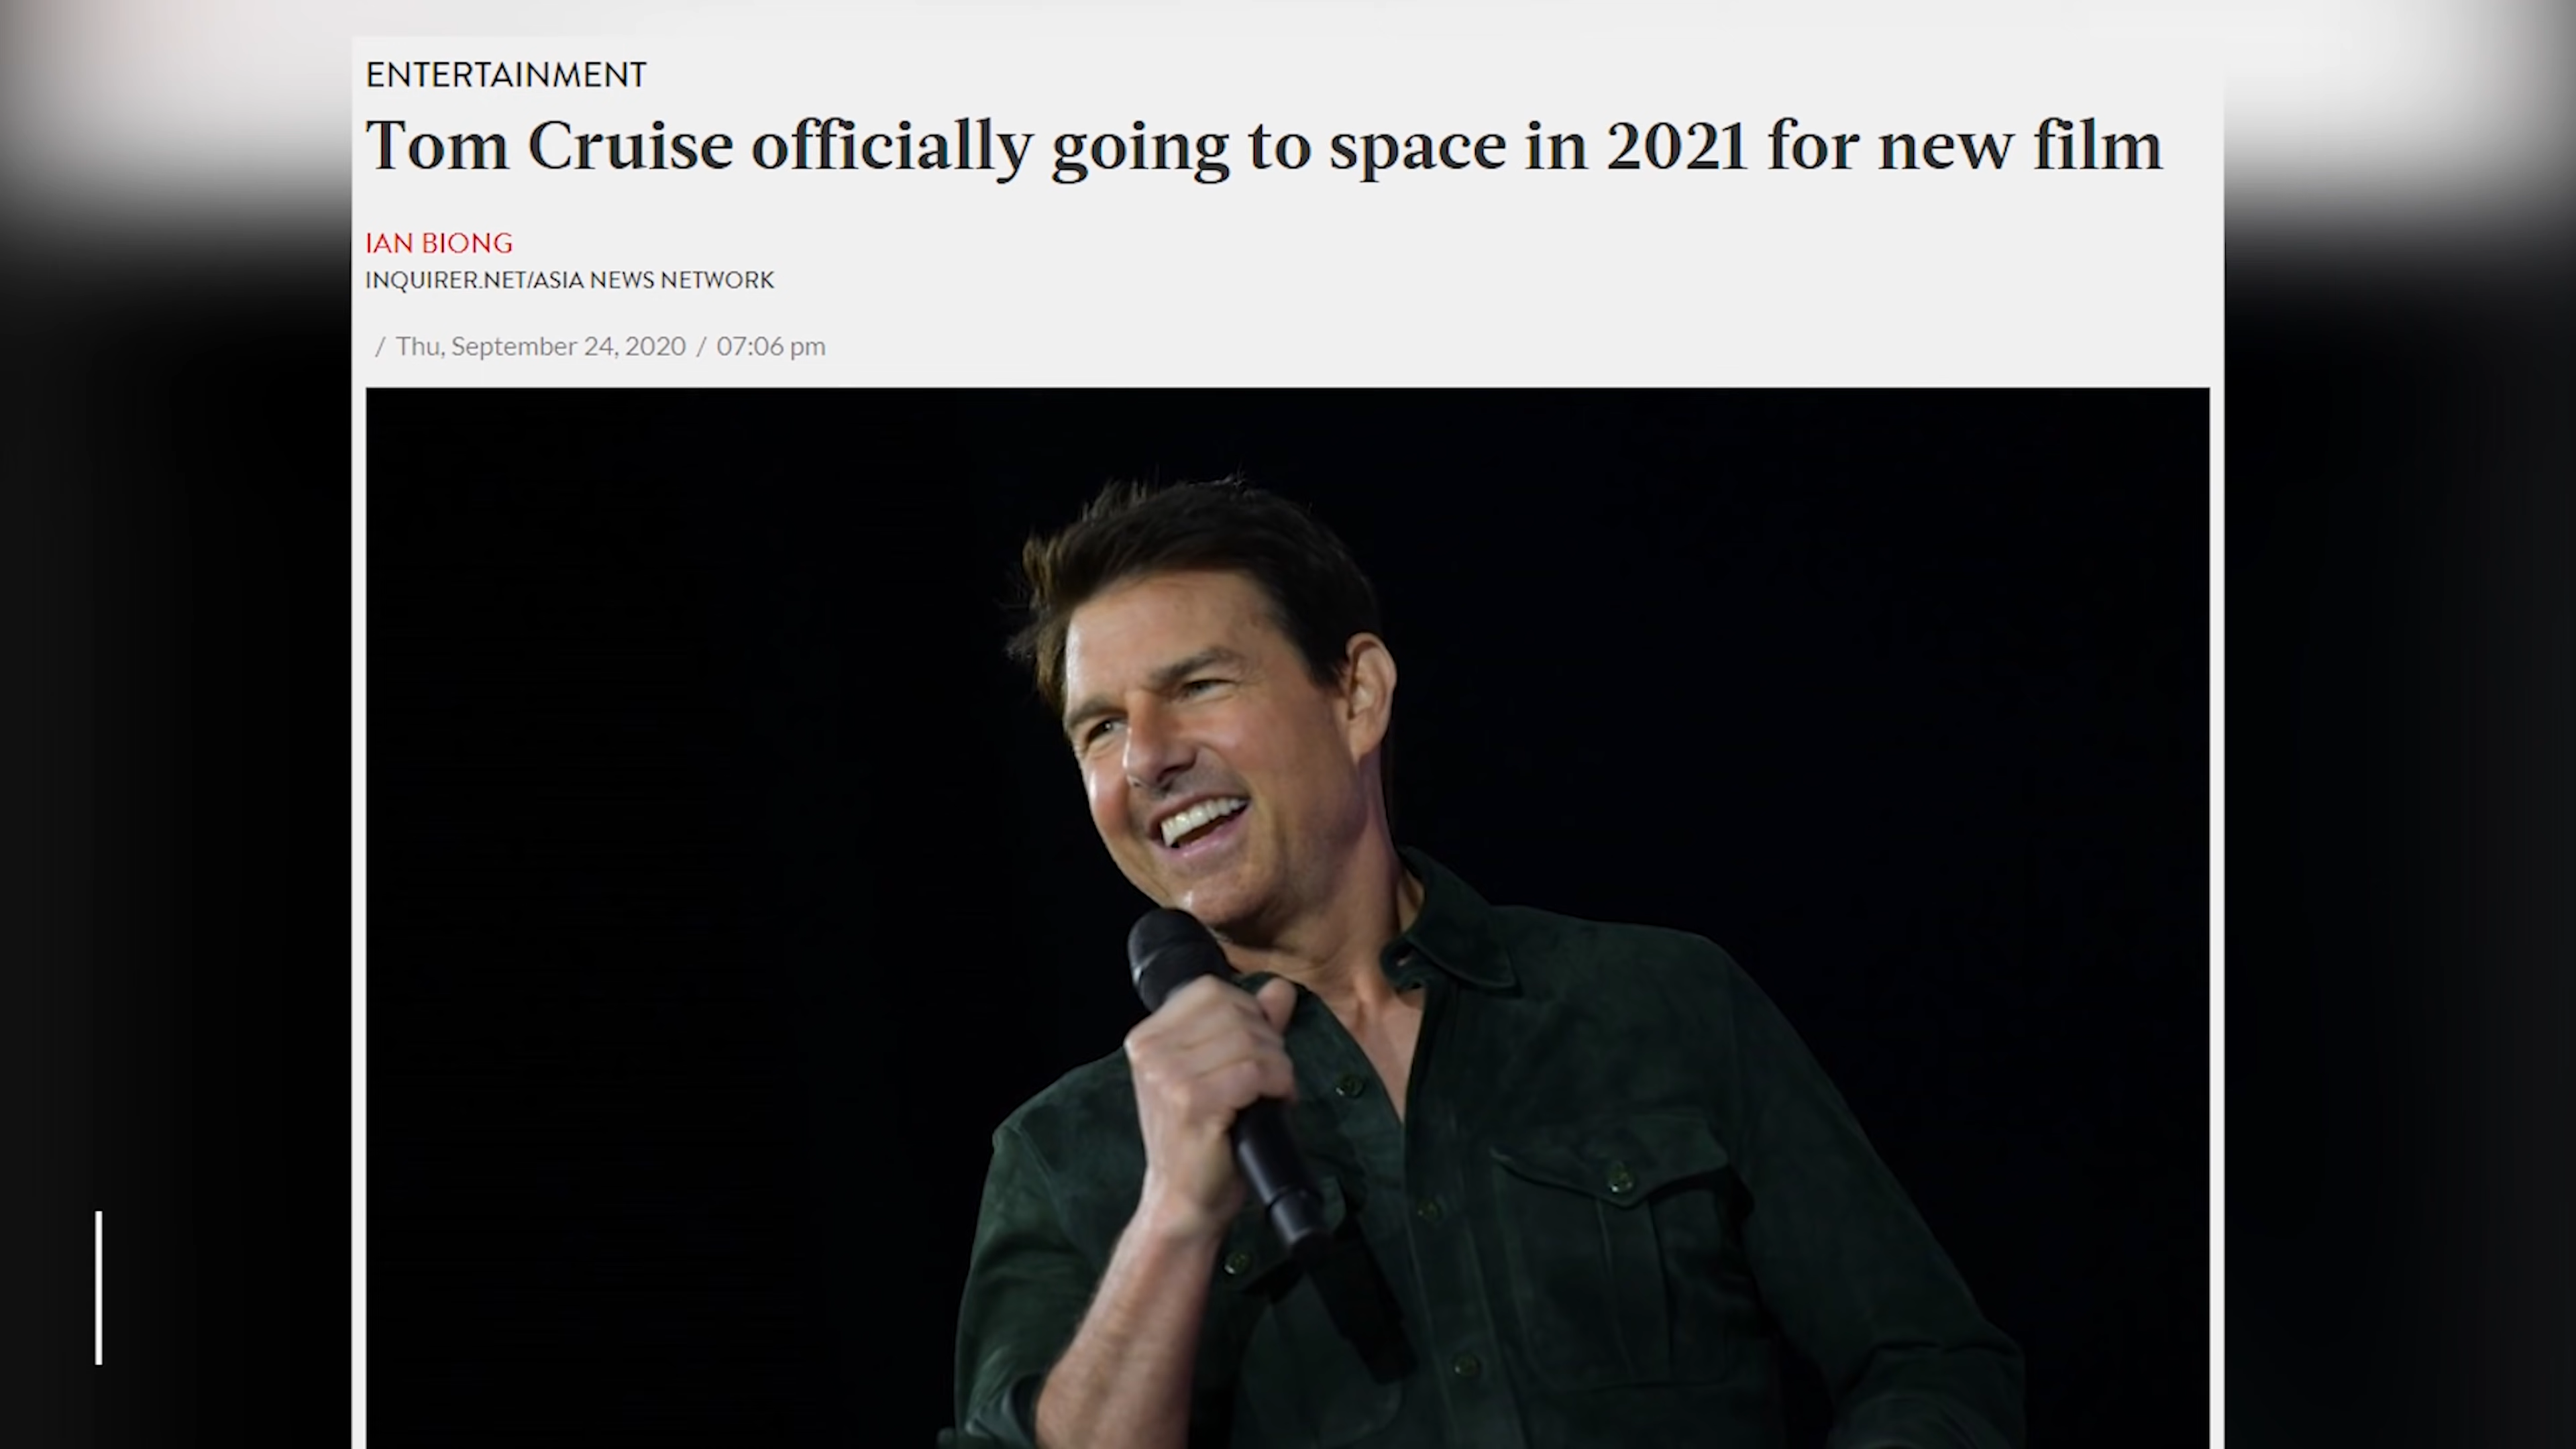 ENTERTAINMENT
Tom Cruise officially going to space in 2021 for new film
IAN BIONG
INQUIRER.NET/ASIA NEWS NETWORK
/ Thu, September 24, 2020 / 07:06 pm